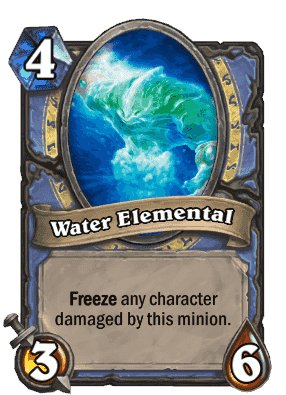 4
Water Elemental
Freeze any character
damaged by this minion.
3
6